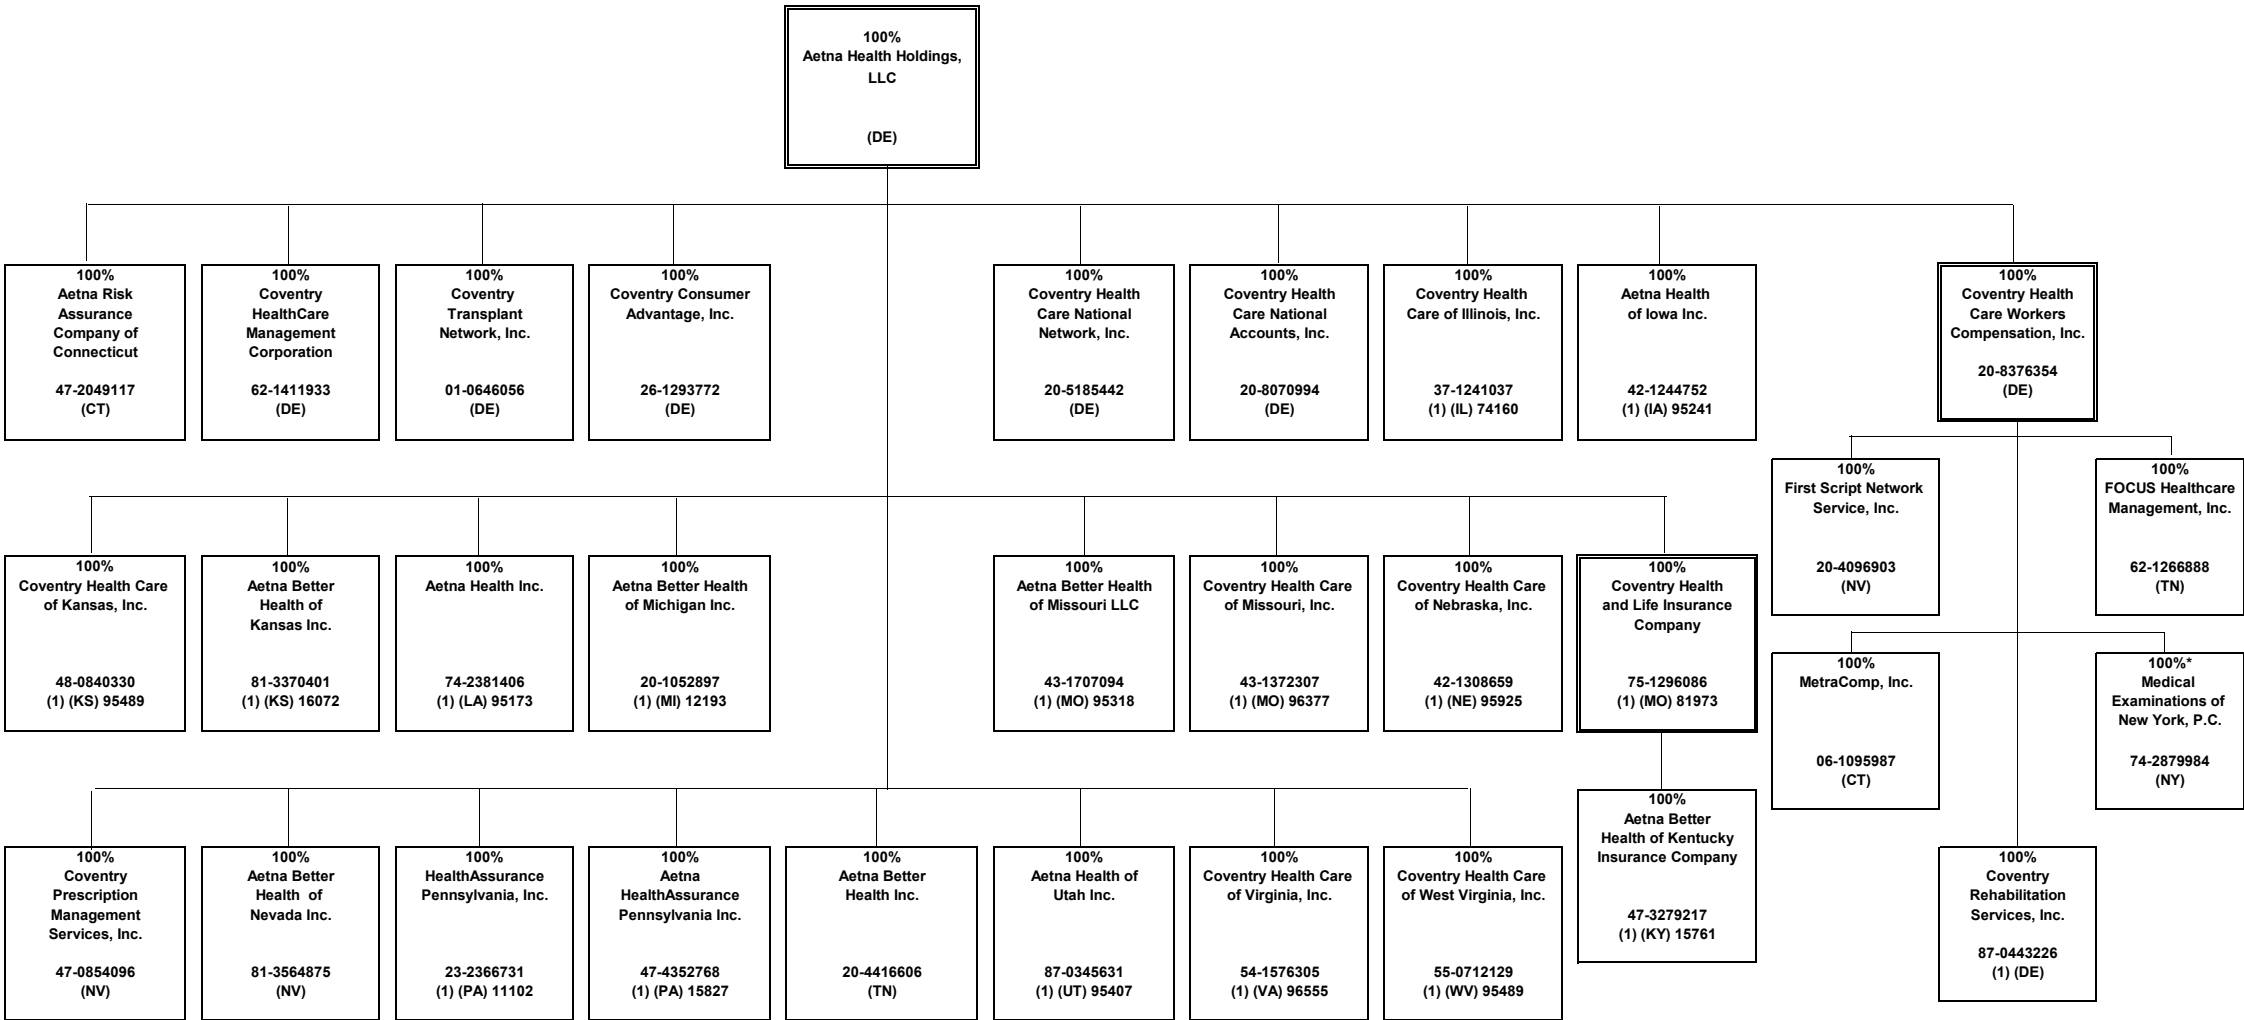 100%
Aetna Health Holdings,
LLC
(DE)
100%
Aetna Risk
Assurance
Company of
Connecticut
47-2049117
(CT)
100%
Coventry
HealthCare
Management
Corporation
62-1411933
(DE)
100%
Coventry
Transplant
Network, Inc.
01-0646056
(DE)
100%
Coventry Consumer
Advantage, Inc.
26-1293772
(DE)
100%
Coventry Health
Care National
Network, Inc.
20-5185442
(DE)
100%
Coventry Health
Care National
Accounts, Inc.
20-8070994
(DE)
100%
Coventry Health
Care of Illinois, Inc.
37-1241037
(1) (IL) 74160
100%
Aetna Health
of Iowa Inc.
42-1244752
(1) (IA) 95241
100%
Coventry Health
Care Workers
Compensation, Inc.
20-8376354
(DE)
100%
First Script Network
Service, Inc.
20-4096903
(NV)
100%
FOCUS Healthcare
Management, Inc.
62-1266888
(TN)
100%
Coventry Health Care
of Kansas, Inc.
48-0840330
(1) (KS) 95489
100%
Aetna Better
Health of
Kansas Inc.
81-3370401
(1) (KS) 16072
100%
Aetna Health Inc.
74-2381406
(1) (LA) 95173
100%
Aetna Better Health
of Michigan Inc.
20-1052897
(1) (MI) 12193
100%
Aetna Better Health
of Missouri LLC
43-1707094
(1) (MO) 95318
100%
Coventry Health Care
of Missouri, Inc.
43-1372307
(1) (MO) 96377
100%
Coventry Health Care
of Nebraska, Inc.
42-1308659
(1) (NE) 95925
100%
Coventry Health
and Life Insurance
Company
75-1296086
(1) (MO) 81973
100%
MetraComp, Inc.
06-1095987
(CT)
100%*
Medical
Examinations of
New York, P.C.
74-2879984
(NY)
100%
Coventry
Prescription
Management
Services, Inc.
47-0854096
(NV)
100%
Aetna Better
Health of
Nevada Inc.
81-3564875
(NV)
100%
HealthAssurance
Pennsylvania, Inc.
23-2366731
(1) (PA) 11102
100%
Aetna
HealthAssurance
Pennsylvania Inc.
47-4352768
(1) (PA) 15827
100%
Aetna Better
Health Inc.
20-4416606
(TN)
100%
Aetna Health of
Utah Inc.
87-0345631
(1) (UT) 95407
100%
Coventry Health Care
of Virginia, Inc.
54-1576305
(1) (VA) 96555
100%
Coventry Health Care
of West Virginia, Inc.
55-0712129
(1) (WV) 95489
100%
Aetna Better
Health of Kentucky
Insurance Company
47-3279217
(1) (KY) 15761
100%
Coventry
Rehabilitation
Services, Inc.
87-0443226
(1) (DE)